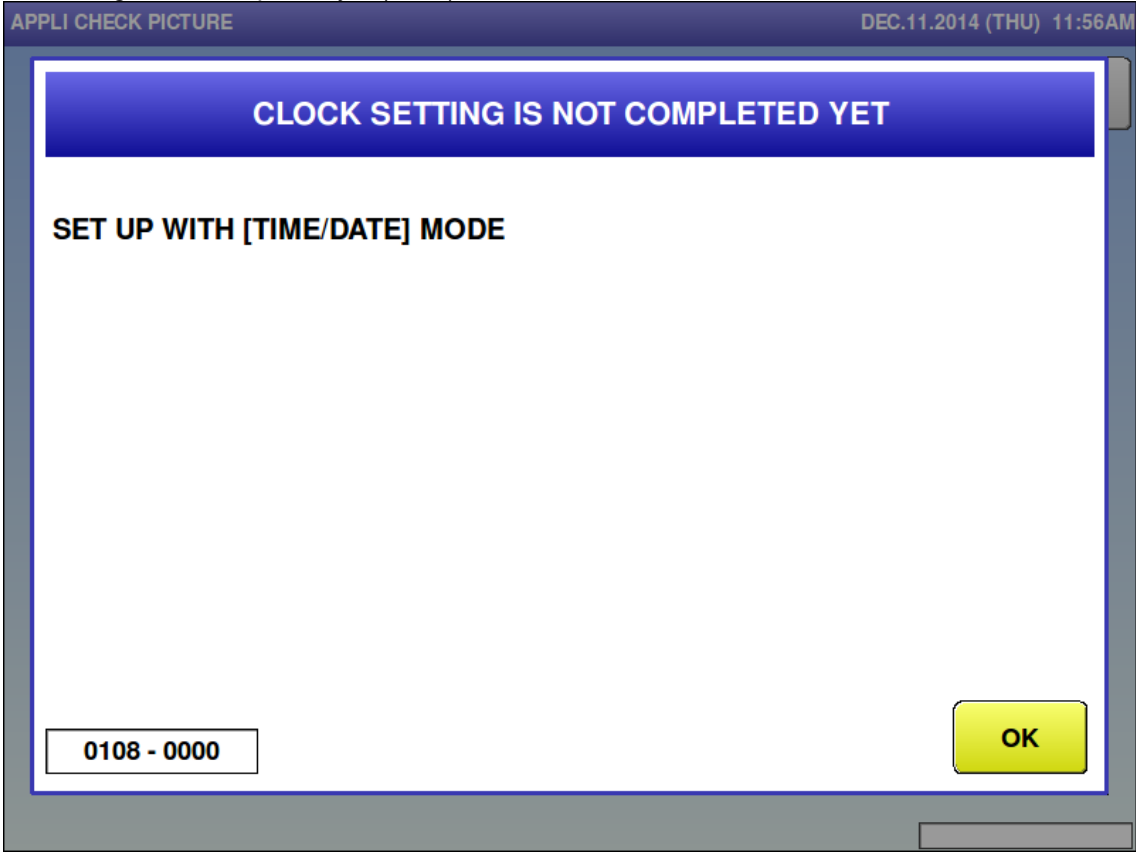 APPLI CHECK PICTURE DEC.11.2014 (THU) 11:56AM
CLOCK SETTING IS NOT COMPLETED YET
SET UP WITH [TIME/DATE] MODE
0108 - 0000
OK